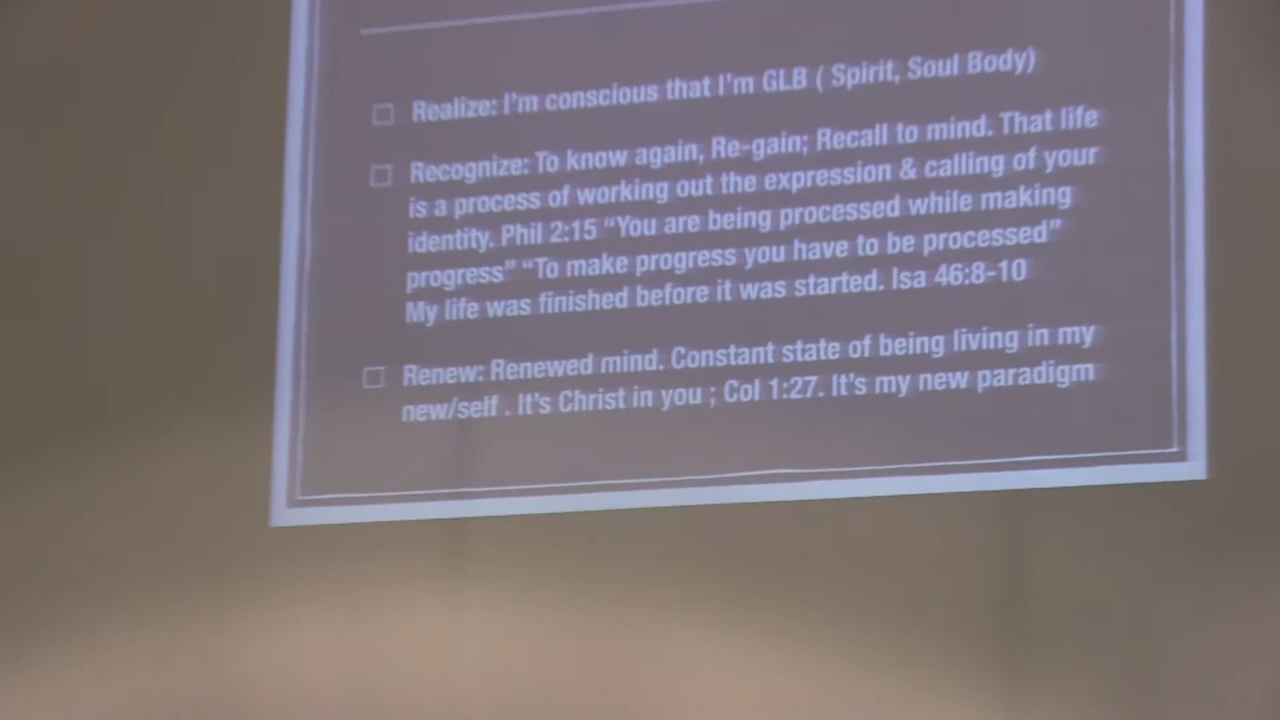 Realize: I'm conscious that I'm GLB ( Spirit, Soul Body)
Recognize: To know again, Re-gain; Recall to mind. That life
is a process of working out the expression & calling of your
identity. Phil 2:15 “You are being processed while making
progress” “To make progress you have to be processed”
My life was finished before it was started. Isa 46:8-10
Renew: Renewed mind. Constant state of being living in my
new/self . It's Christ in you ; Col 1:27. It's my new paradigm